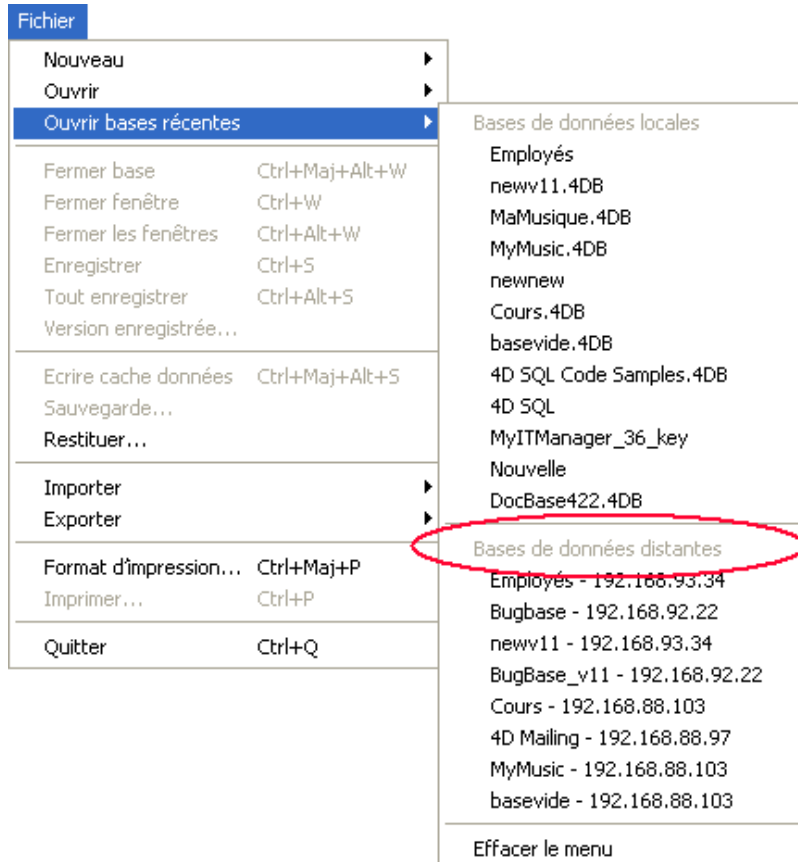 Fichier
Nouveau
Ouvrir
Ouvrir bases récentes
Fermer base Ctrl+Maj+Alt+W
Fermer fenêtre Ctrl+W
Fermer les fenêtres Ctrl+Alt+W
Enregistrer Ctrl+S
Tout enregistrer Ctrl+Alt+S
Version enregistrée...
Ecrire cache données Ctrl+Maj+Alt+S
Sauvegarde...
Restituer...
Importer
Exporter
Format d'impression... Ctrl+Maj+P
Imprimer... Ctrl+P
Quitter Ctrl+Q
Bases de données locales
Employés
newv11.4DB
MaMusique.4DB
MyMusic.4DB
newnew
Cours.4DB
basevide.4DB
4D SQL Code Samples.4DB
4D SQL
MyITManager_36_key
Nouvelle
DocBase422.4DB
Bases de données distantes
Employés - 192.168.93.34
Bugbase - 192.168.92.22
newv11 - 192.168.93.34
BugBase_v11 - 192.168.92.22
Cours - 192.168.88.103
4D Mailing - 192.168.88.97
MyMusic - 192.168.88.103
basevide - 192.168.88.103
Effacer le menu